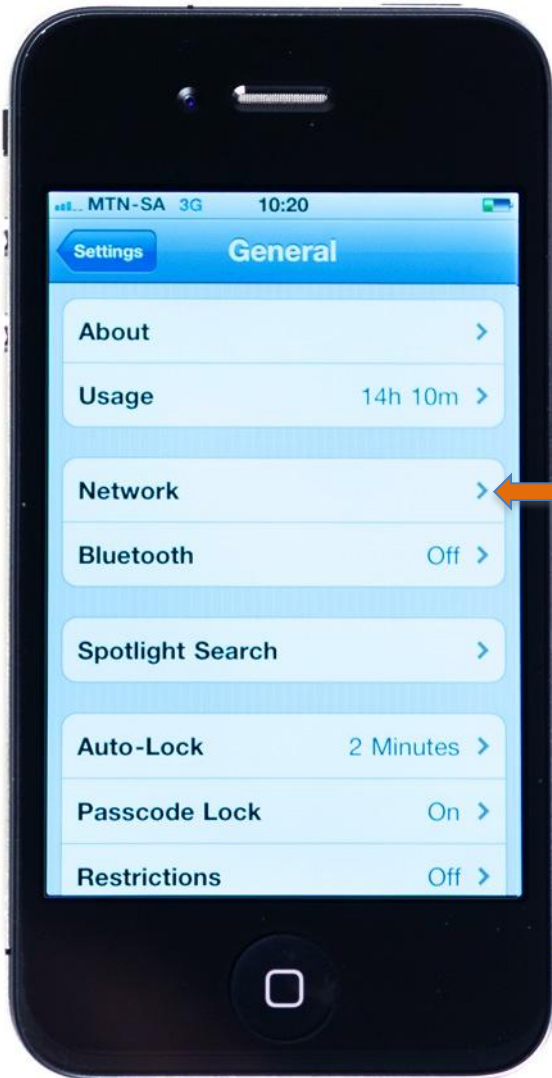 MTN-SA 3G 10:20
Settings General
About
Usage 14h 10m
Network
Bluetooth Off
Spotlight Search
Auto-Lock 2 Minutes
Passcode Lock On
Restrictions Off